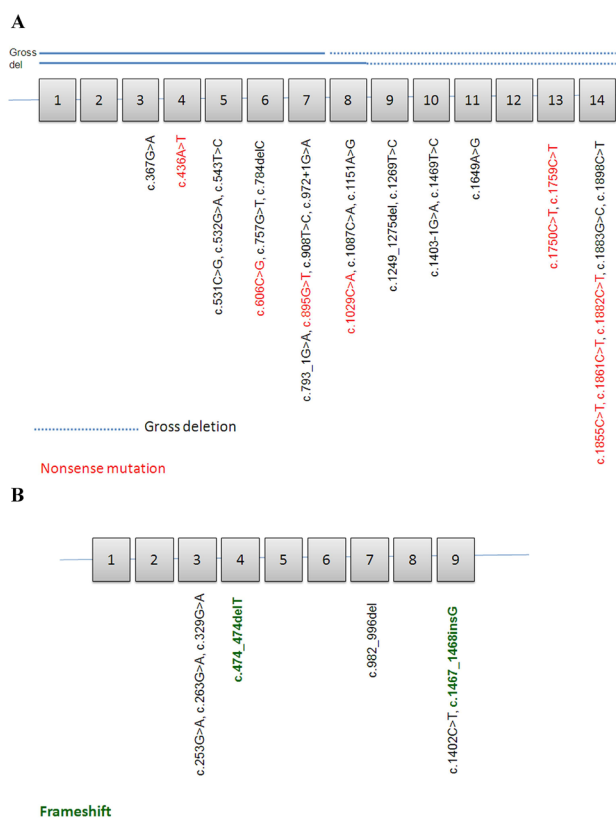 A
Gross
del
1 2 3 4 5 6 7 8 9 10 11 12 13 14
c.367G>A
c.436A>T
c.531C>G, c.532G>A, c.543T>C
c.606C>G, c.757G>T, c.784delC
c.793_1G>A, c.895G>T, c.908T>C, c.972+1G>A
c.1029C>A, c.1087C>A, c.1151A>G
c.1249_1275del, c.1269T>C
c.1403-1G>A, c.1469T>C
c.1649A>G
c.1750C>T, c.1759C>T
c.1855C>T, c.1861C>T, c.1882C>T, c.1883G>C, c.1898C>T
Gross deletion
Nonsense mutation
B
1 2 3 4 5 6 7 8 9
c.253G>A, c.263G>A, c.329G>A
c.474_474delT
c.982_996del
c.1402C>T, c.1467_1468insG
Frameshift